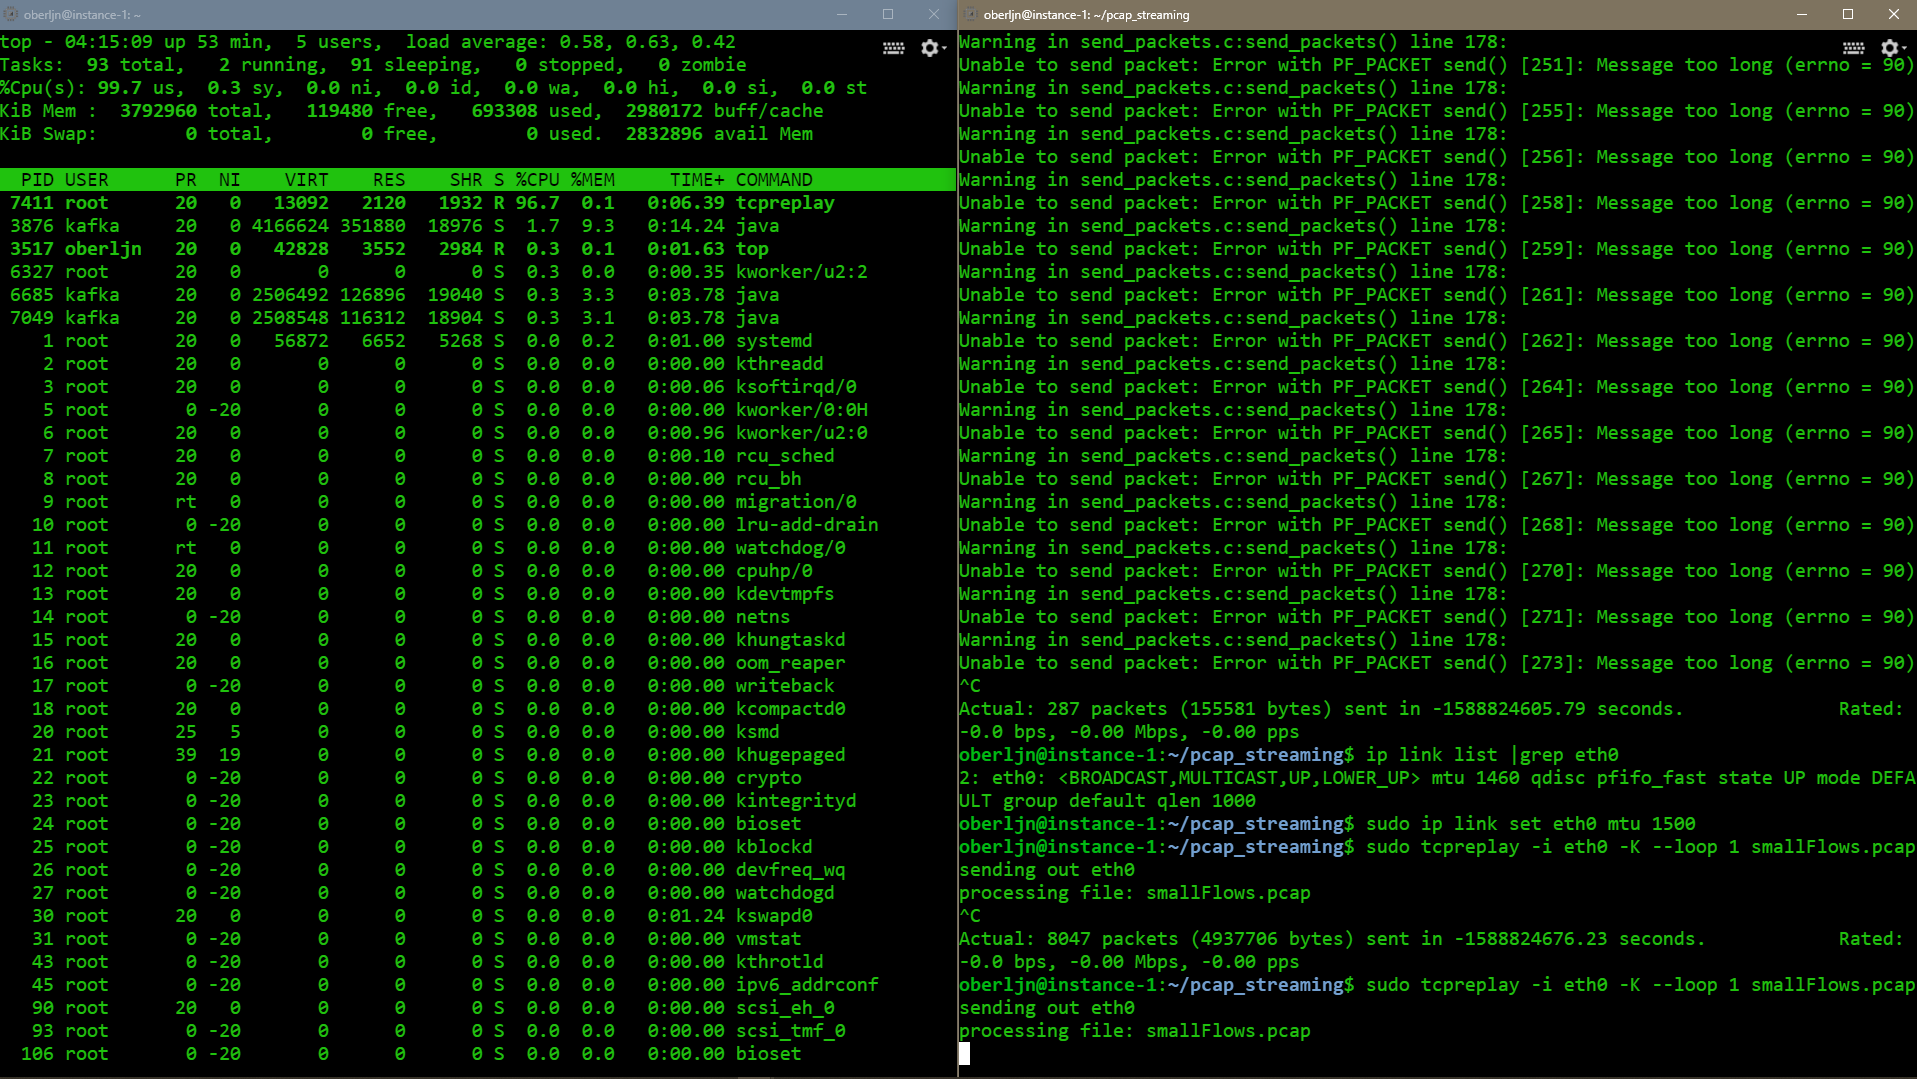 oberljn@instance-1: ~
top - 04:15:09 up 53 min,  5 users,  load average: 0.58, 0.63, 0.42
Tasks:  93 total,   2 running,  91 sleeping,   0 stopped,   0 zombie
%Cpu(s): 99.7 us,  0.3 sy,  0.0 ni,  0.0 id,  0.0 wa,  0.0 hi,  0.0 si,  0.0 st
KiB Mem :  3792960 total,   119480 free,   693308 used,  2980172 buff/cache
KiB Swap:        0 total,        0 free,        0 used.  2832896 avail Mem
PID USER      PR  NI    VIRT    RES    SHR S %CPU %MEM     TIME+ COMMAND
7411 root      20   0   13092   2120   1932 R 96.7  0.1   0:06.39 tcpreplay
3876 kafka     20   0 4166624 351880  18976 S  1.7  9.3   0:14.24 java
3517 oberljn   20   0   42828   3552   2984 R  0.3  0.1   0:01.63 top
6327 root      20   0       0      0      0 S  0.3  0.0   0:00.35 kworker/u2:2
6685 kafka     20   0 2506492 126896  19040 S  0.3  3.3   0:03.78 java
7049 kafka     20   0 2508548 116312  18904 S  0.3  3.1   0:03.78 java
1 root      20   0   56872   6652   5268 S  0.0  0.2   0:01.00 systemd
2 root      20   0       0      0      0 S  0.0  0.0   0:00.00 kthreadd
3 root      20   0       0      0      0 S  0.0  0.0   0:00.06 ksoftirqd/0
5 root       0 -20       0      0      0 S  0.0  0.0   0:00.00 kworker/0:0H
6 root      20   0       0      0      0 S  0.0  0.0   0:00.96 kworker/u2:0
7 root      20   0       0      0      0 S  0.0  0.0   0:00.10 rcu_sched
8 root      20   0       0      0      0 S  0.0  0.0   0:00.00 rcu_bh
9 root      rt   0       0      0      0 S  0.0  0.0   0:00.00 migration/0
10 root       0 -20       0      0      0 S  0.0  0.0   0:00.00 lru-add-drain
11 root      rt   0       0      0      0 S  0.0  0.0   0:00.00 watchdog/0
12 root      20   0       0      0      0 S  0.0  0.0   0:00.00 cpuhp/0
13 root      20   0       0      0      0 S  0.0  0.0   0:00.00 kdevtmpfs
14 root       0 -20       0      0      0 S  0.0  0.0   0:00.00 netns
15 root      20   0       0      0      0 S  0.0  0.0   0:00.00 khungtaskd
16 root      20   0       0      0      0 S  0.0  0.0   0:00.00 oom_reaper
17 root       0 -20       0      0      0 S  0.0  0.0   0:00.00 writeback
18 root      20   0       0      0      0 S  0.0  0.0   0:00.00 kcompactd0
20 root      25   5       0      0      0 S  0.0  0.0   0:00.00 ksmd
21 root      39  19       0      0      0 S  0.0  0.0   0:00.00 khugepaged
22 root       0 -20       0      0      0 S  0.0  0.0   0:00.00 crypto
23 root       0 -20       0      0      0 S  0.0  0.0   0:00.00 kintegrityd
24 root       0 -20       0      0      0 S  0.0  0.0   0:00.00 bioset
25 root       0 -20       0      0      0 S  0.0  0.0   0:00.00 kblockd
26 root       0 -20       0      0      0 S  0.0  0.0   0:00.00 devfreq_wq
27 root       0 -20       0      0      0 S  0.0  0.0   0:00.00 watchdogd
30 root      20   0       0      0      0 S  0.0  0.0   0:01.24 kswapd0
31 root       0 -20       0      0      0 S  0.0  0.0   0:00.00 vmstat
43 root       0 -20       0      0      0 S  0.0  0.0   0:00.00 kthrotld
45 root       0 -20       0      0      0 S  0.0  0.0   0:00.00 ipv6_addrconf
90 root      20   0       0      0      0 S  0.0  0.0   0:00.00 scsi_eh_0
93 root       0 -20       0      0      0 S  0.0  0.0   0:00.00 scsi_tmf_0
106 root       0 -20       0      0      0 S  0.0  0.0   0:00.00 bioset
oberljn@instance-1: ~/pcap_streaming
Warning in send_packets.c:send_packets() line 178:
Unable to send packet: Error with PF_PACKET send() [251]: Message too long (errno = 90)
Warning in send_packets.c:send_packets() line 178:
Unable to send packet: Error with PF_PACKET send() [255]: Message too long (errno = 90)
Warning in send_packets.c:send_packets() line 178:
Unable to send packet: Error with PF_PACKET send() [256]: Message too long (errno = 90)
Warning in send_packets.c:send_packets() line 178:
Unable to send packet: Error with PF_PACKET send() [258]: Message too long (errno = 90)
Warning in send_packets.c:send_packets() line 178:
Unable to send packet: Error with PF_PACKET send() [259]: Message too long (errno = 90)
Warning in send_packets.c:send_packets() line 178:
Unable to send packet: Error with PF_PACKET send() [261]: Message too long (errno = 90)
Warning in send_packets.c:send_packets() line 178:
Unable to send packet: Error with PF_PACKET send() [262]: Message too long (errno = 90)
Warning in send_packets.c:send_packets() line 178:
Unable to send packet: Error with PF_PACKET send() [264]: Message too long (errno = 90)
Warning in send_packets.c:send_packets() line 178:
Unable to send packet: Error with PF_PACKET send() [265]: Message too long (errno = 90)
Warning in send_packets.c:send_packets() line 178:
Unable to send packet: Error with PF_PACKET send() [267]: Message too long (errno = 90)
Warning in send_packets.c:send_packets() line 178:
Unable to send packet: Error with PF_PACKET send() [268]: Message too long (errno = 90)
Warning in send_packets.c:send_packets() line 178:
Unable to send packet: Error with PF_PACKET send() [270]: Message too long (errno = 90)
Warning in send_packets.c:send_packets() line 178:
Unable to send packet: Error with PF_PACKET send() [271]: Message too long (errno = 90)
Warning in send_packets.c:send_packets() line 178:
Unable to send packet: Error with PF_PACKET send() [273]: Message too long (errno = 90)
^C
Actual: 287 packets (155581 bytes) sent in -1588824605.79 seconds.              Rated:
-0.0 bps, -0.00 Mbps, -0.00 pps
oberljn@instance-1:~/pcap_streaming$ ip link list |grep eth0
2: eth0: <BROADCAST,MULTICAST,UP,LOWER_UP> mtu 1460 qdisc pfifo_fast state UP mode DEFA
ULT group default qlen 1000
oberljn@instance-1:~/pcap_streaming$ sudo ip link set eth0 mtu 1500
oberljn@instance-1:~/pcap_streaming$ sudo tcpreplay -i eth0 -K --loop 1 smallFlows.pcap
sending out eth0
processing file: smallFlows.pcap
^C
Actual: 8047 packets (4937706 bytes) sent in -1588824676.23 seconds.            Rated:
-0.0 bps, -0.00 Mbps, -0.00 pps
oberljn@instance-1:~/pcap_streaming$ sudo tcpreplay -i eth0 -K --loop 1 smallFlows.pcap
sending out eth0
processing file: smallFlows.pcap